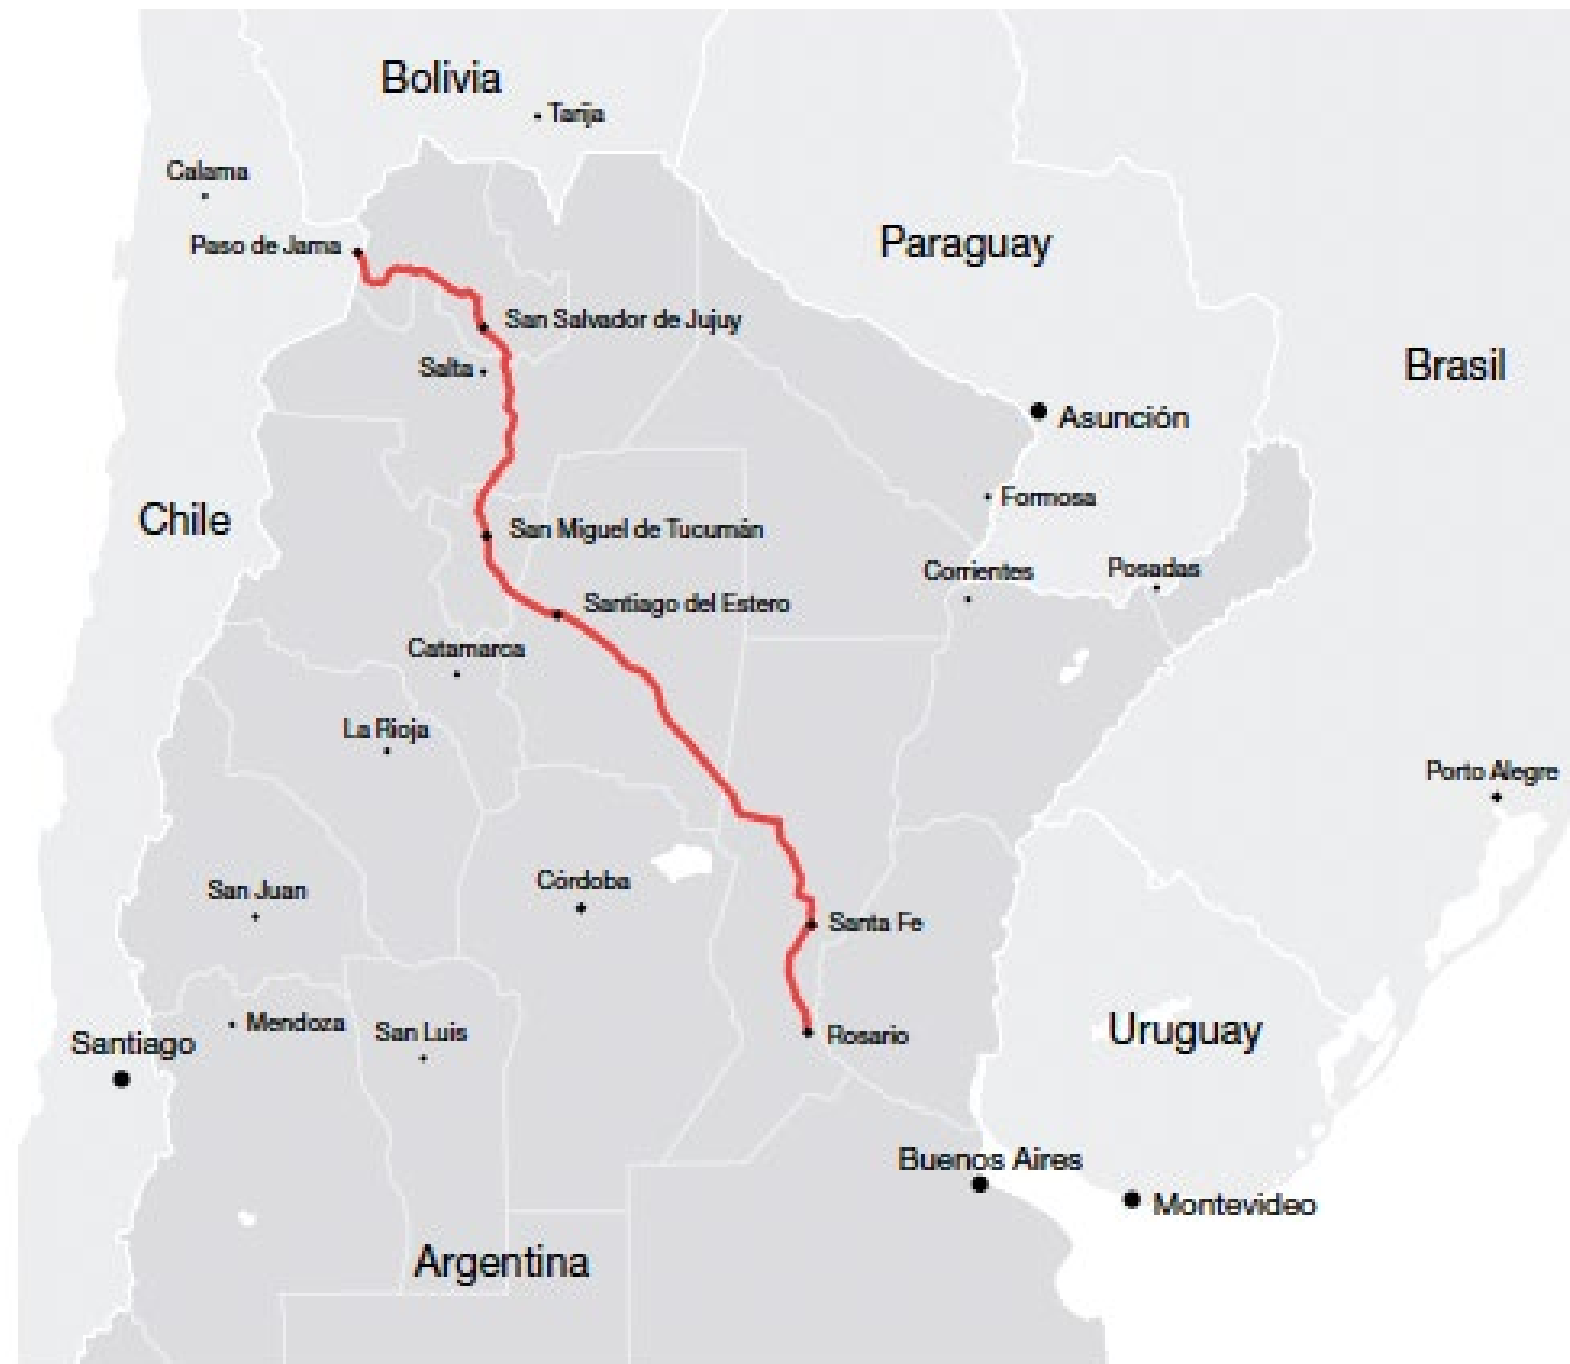 Bolivia
Tarija
Calama
Paso de Jama
Paraguay
San Salvador de Jujuy
Salta
Brasil
Asunción
Formosa
Chile
San Miguel de Tucumán
Corrientes
Posadas
Santiago del Estero
Catamarca
La Rioja
Porto Alegre
San Juan
Córdoba
Santa Fe
Mendoza
San Luis
Rosario
Uruguay
Santiago
Buenos Aires
Montevideo
Argentina